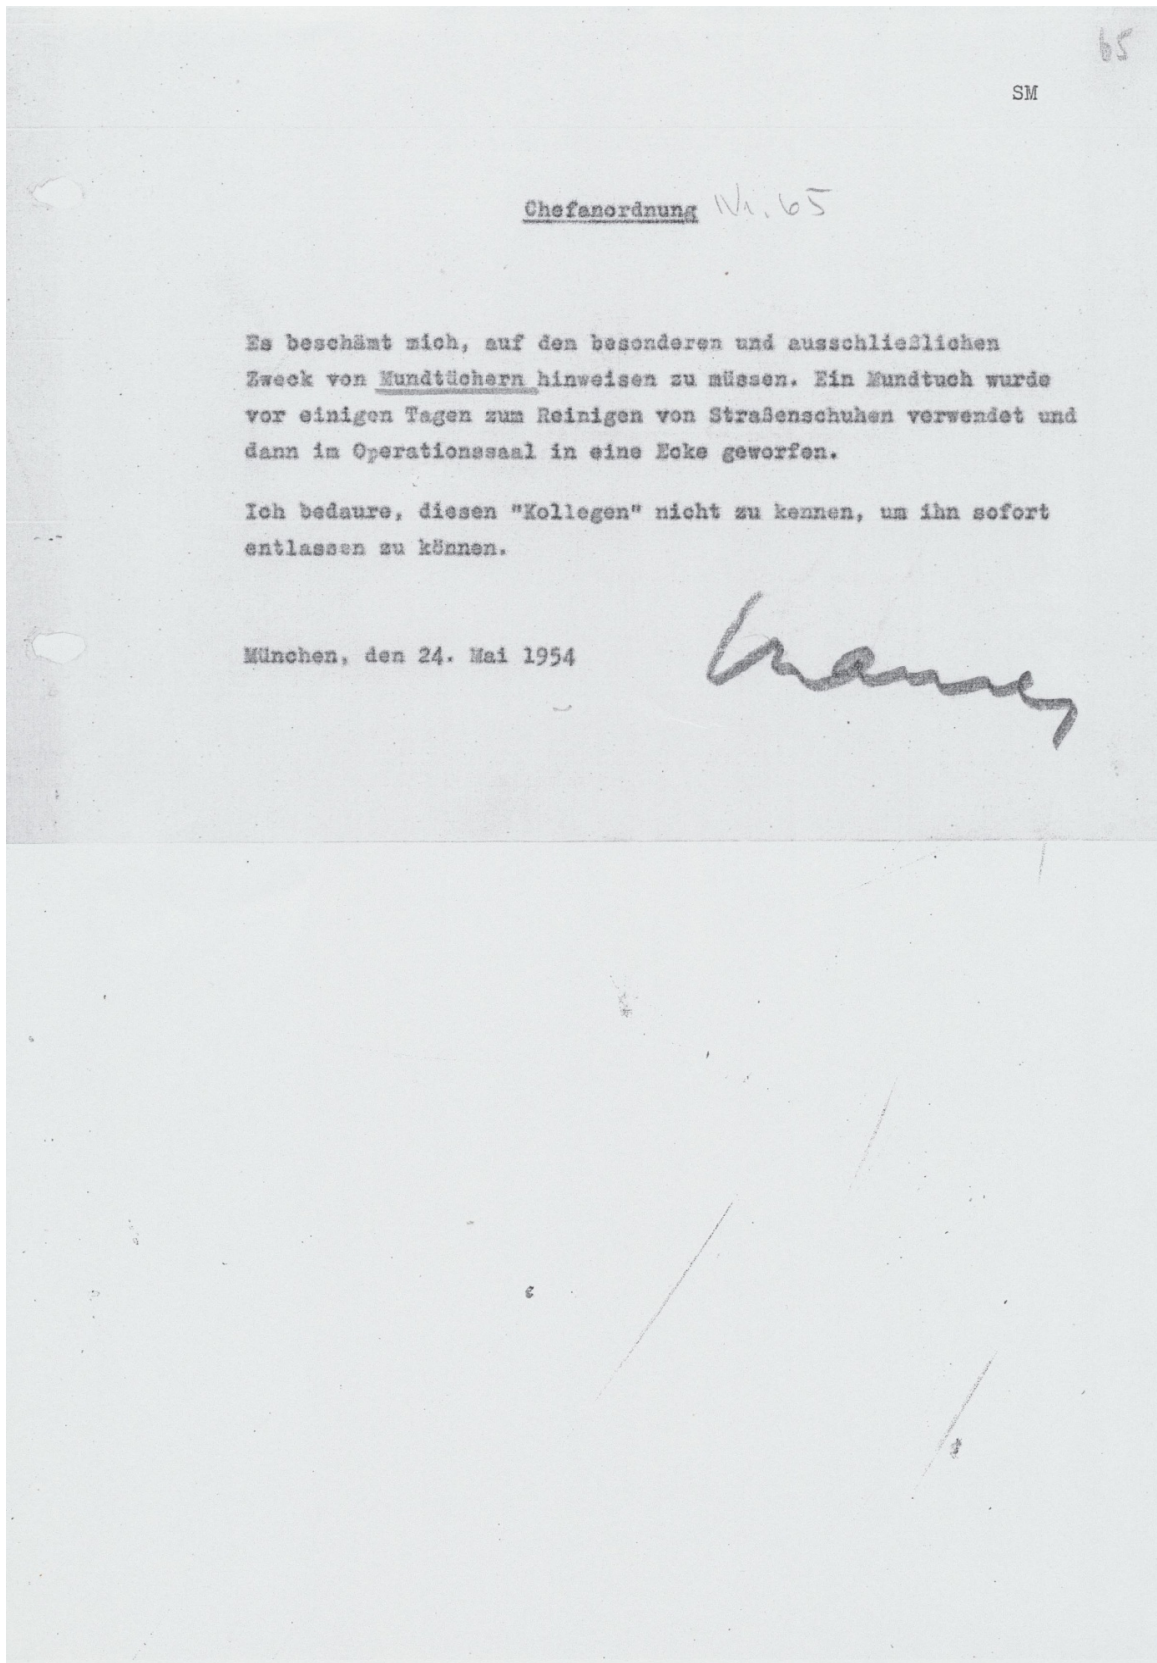 65
SM
Chefanordnung Nr. 65
Es beschämt mich, auf den besonderen und ausschließlichen
Zweck von Mundtüchern hinweisen zu müssen. Ein Mundtuch wurde
vor einigen Tagen zum Reinigen von Straßenschuhen verwendet und
dann im Operationssaal in eine Ecke geworfen.
Ich bedaure, diesen "Kollegen" nicht zu kennen, um ihn sofort
entlassen zu können.
München, den 24. Mai 1954